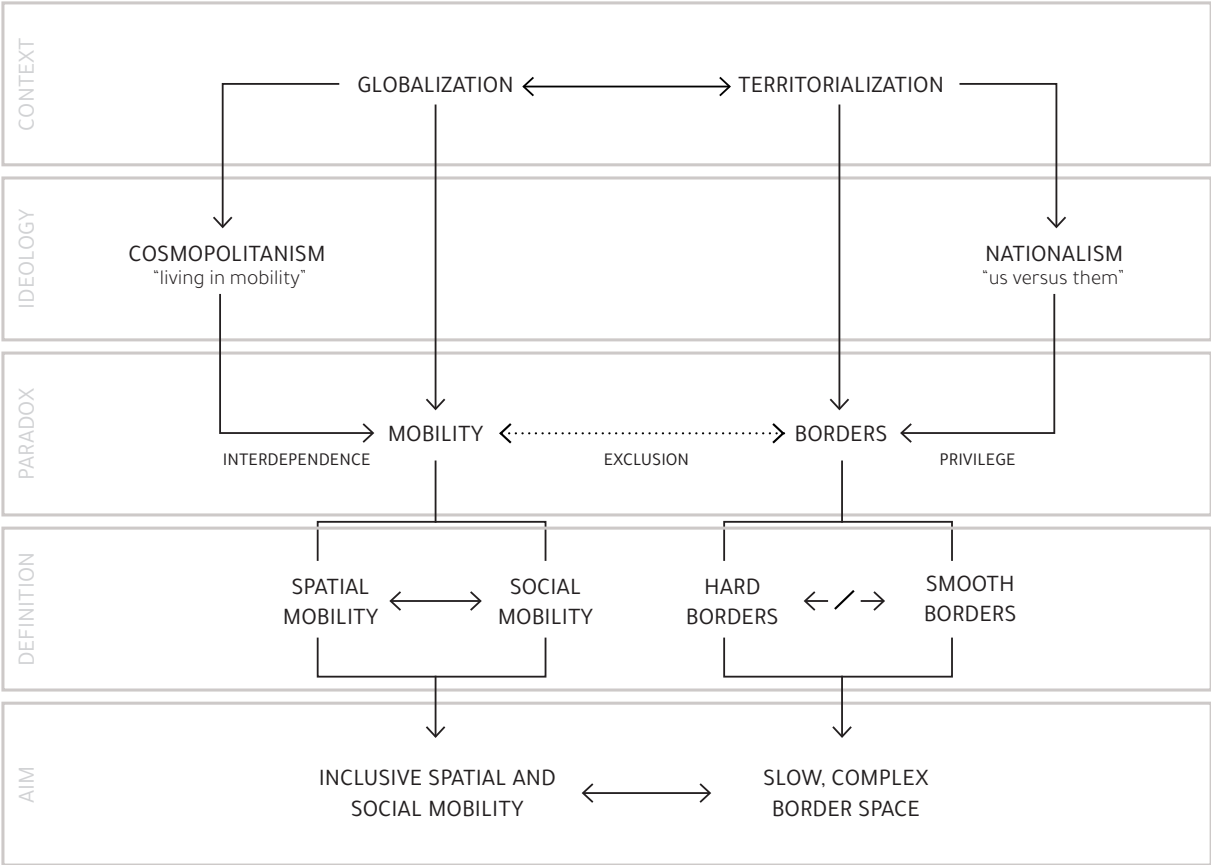 CONTEXT
GLOBALIZATION
TERRITORIALIZATION
IDEOLOGY
COSMOPOLITANISM
“living in mobility”
NATIONALISM
“us versus them”
PARADOX
MOBILITY
BORDERS
INTERDEPENDENCE
EXCLUSION
PRIVILEGE
DEFINITION
SPATIAL
MOBILITY
SOCIAL
MOBILITY
HARD
BORDERS
SMOOTH
BORDERS
AIM
INCLUSIVE SPATIAL AND
SOCIAL MOBILITY
SLOW, COMPLEX
BORDER SPACE